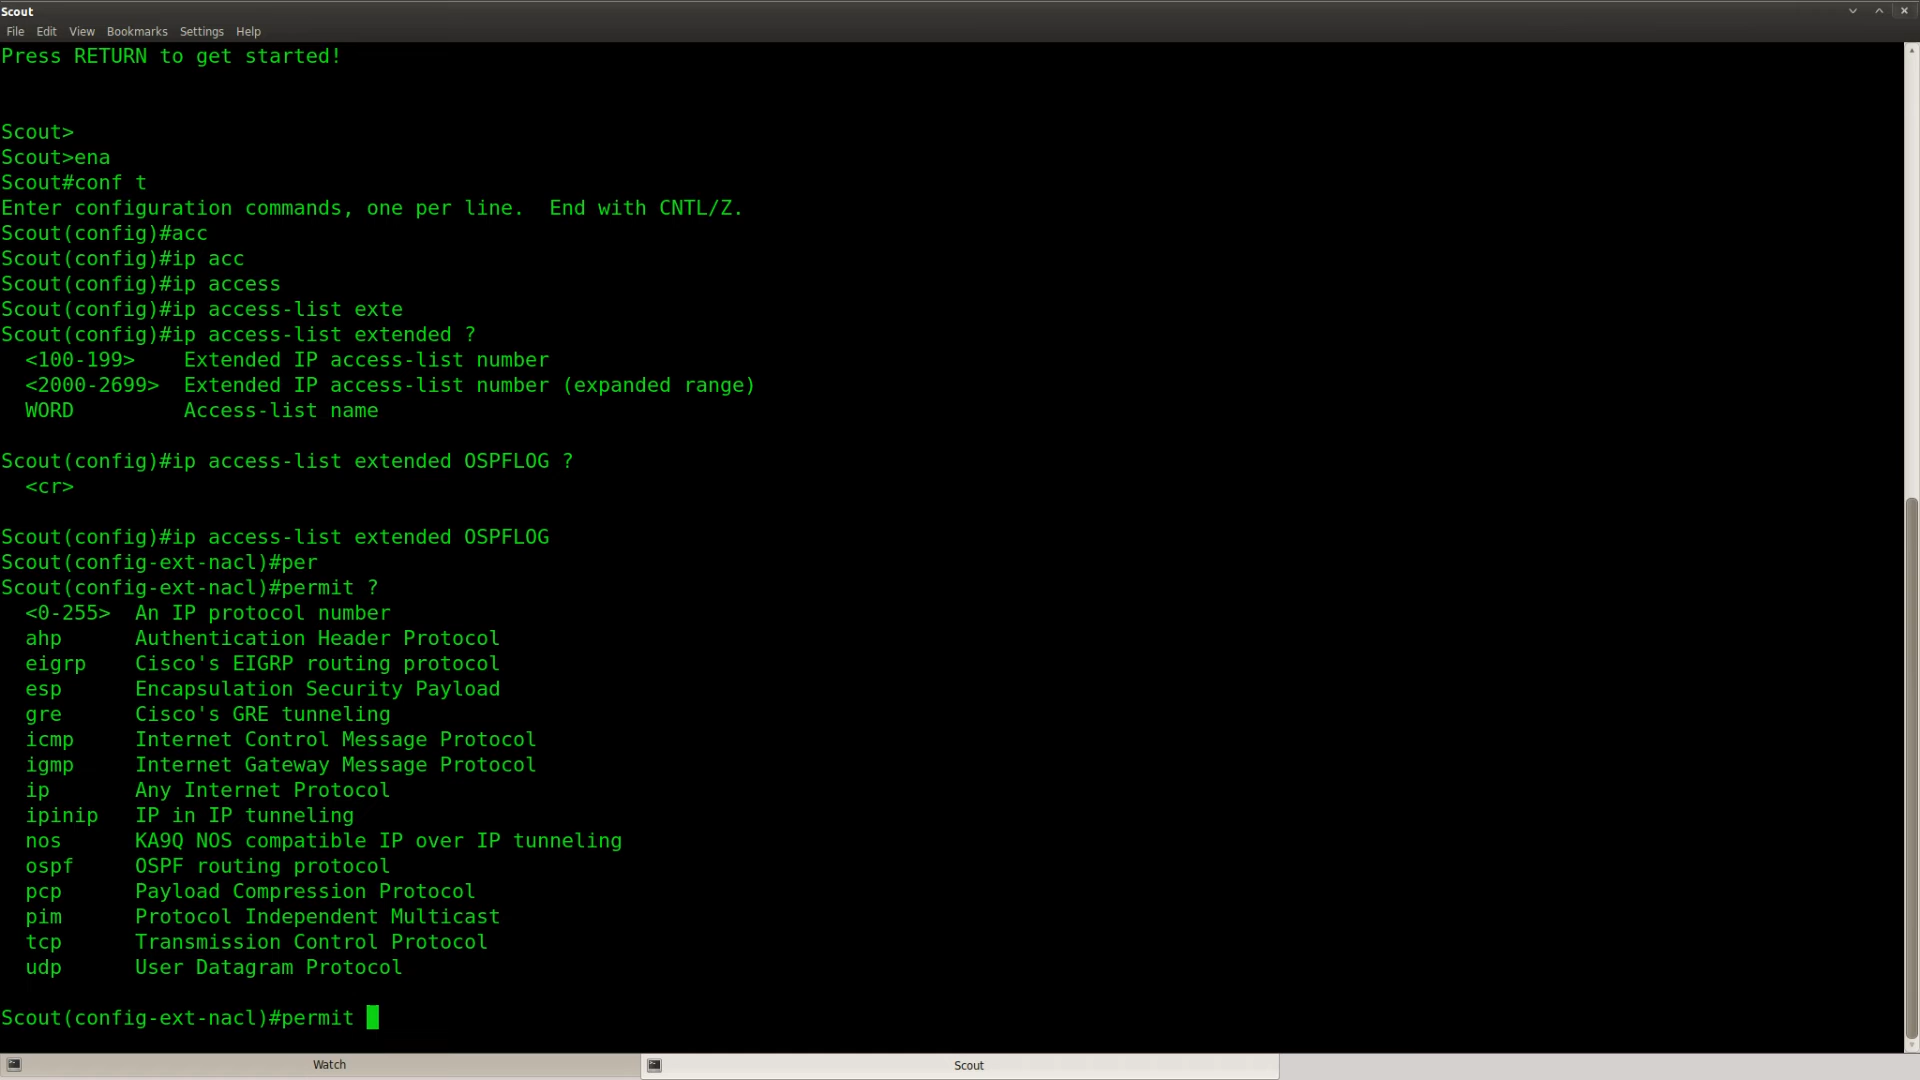 Scout
File Edit View Bookmarks Settings Help
Press RETURN to get started!
Scout>
Scout>ena
Scout#conf t
Enter configuration commands, one per line.  End with CNTL/Z.
Scout(config)#acc
Scout(config)#ip acc
Scout(config)#ip access
Scout(config)#ip access-list exte
Scout(config)#ip access-list extended ?
  <100-199>    Extended IP access-list number
  <2000-2699>  Extended IP access-list number (expanded range)
  WORD         Access-list name
Scout(config)#ip access-list extended OSPFLOG ?
  <cr>
Scout(config)#ip access-list extended OSPFLOG
Scout(config-ext-nacl)#per
Scout(config-ext-nacl)#permit ?
  <0-255>  An IP protocol number
  ahp      Authentication Header Protocol
  eigrp    Cisco's EIGRP routing protocol
  esp      Encapsulation Security Payload
  gre      Cisco's GRE tunneling
  icmp     Internet Control Message Protocol
  igmp     Internet Gateway Message Protocol
  ip       Any Internet Protocol
  ipinip   IP in IP tunneling
  nos      KA9Q NOS compatible IP over IP tunneling
  ospf     OSPF routing protocol
  pcp      Payload Compression Protocol
  pim      Protocol Independent Multicast
  tcp      Transmission Control Protocol
  udp      User Datagram Protocol
Scout(config-ext-nacl)#permit
Watch Scout